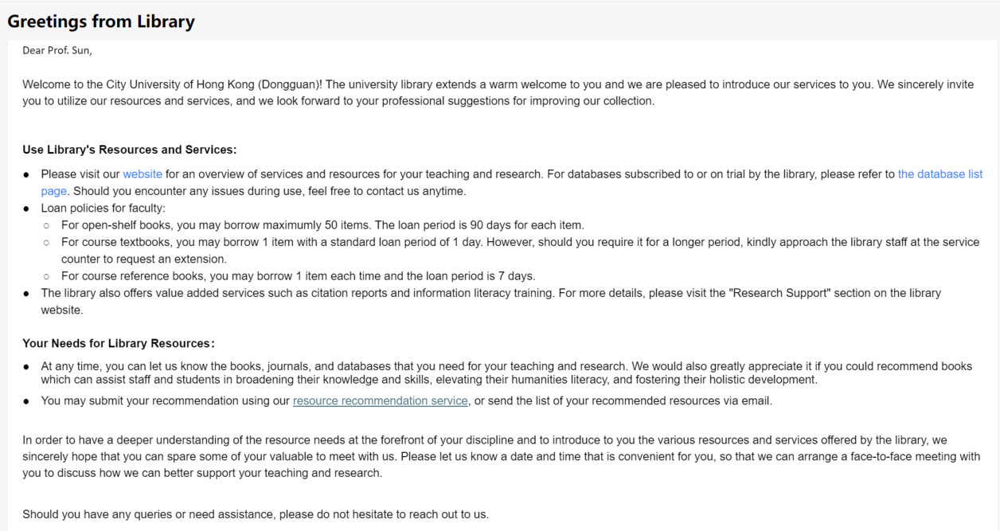 Greetings from Library
Dear Prof. Sun,
Welcome to the City University of Hong Kong (Dongguan)! The university library extends a warm welcome to you and we are pleased to introduce our services to you. We sincerely invite
you to utilize our resources and services, and we look forward to your professional suggestions for improving our collection.
Use Library's Resources and Services:
● Please visit our website for an overview of services and resources for your teaching and research. For databases subscribed to or on trial by the library, please refer to the database list
page. Should you encounter any issues during use, feel free to contact us anytime.
● Loan policies for faculty:
○ For open-shelf books, you may borrow maximumly 50 items. The loan period is 90 days for each item.
○ For course textbooks, you may borrow 1 item with a standard loan period of 1 day. However, should you require it for a longer period, kindly approach the library staff at the service
counter to request an extension.
○ For course reference books, you may borrow 1 item each time and the loan period is 7 days.
● The library also offers value added services such as citation reports and information literacy training. For more details, please visit the "Research Support" section on the library
website.
Your Needs for Library Resources:
● At any time, you can let us know the books, journals, and databases that you need for your teaching and research. We would also greatly appreciate it if you could recommend books
which can assist staff and students in broadening their knowledge and skills, elevating their humanities literacy, and fostering their holistic development.
● You may submit your recommendation using our resource recommendation service, or send the list of your recommended resources via email.
In order to have a deeper understanding of the resource needs at the forefront of your discipline and to introduce to you the various resources and services offered by the library, we
sincerely hope that you can spare some of your valuable to meet with us. Please let us know a date and time that is convenient for you, so that we can arrange a face-to-face meeting with
you to discuss how we can better support your teaching and research.
Should you have any queries or need assistance, please do not hesitate to reach out to us.